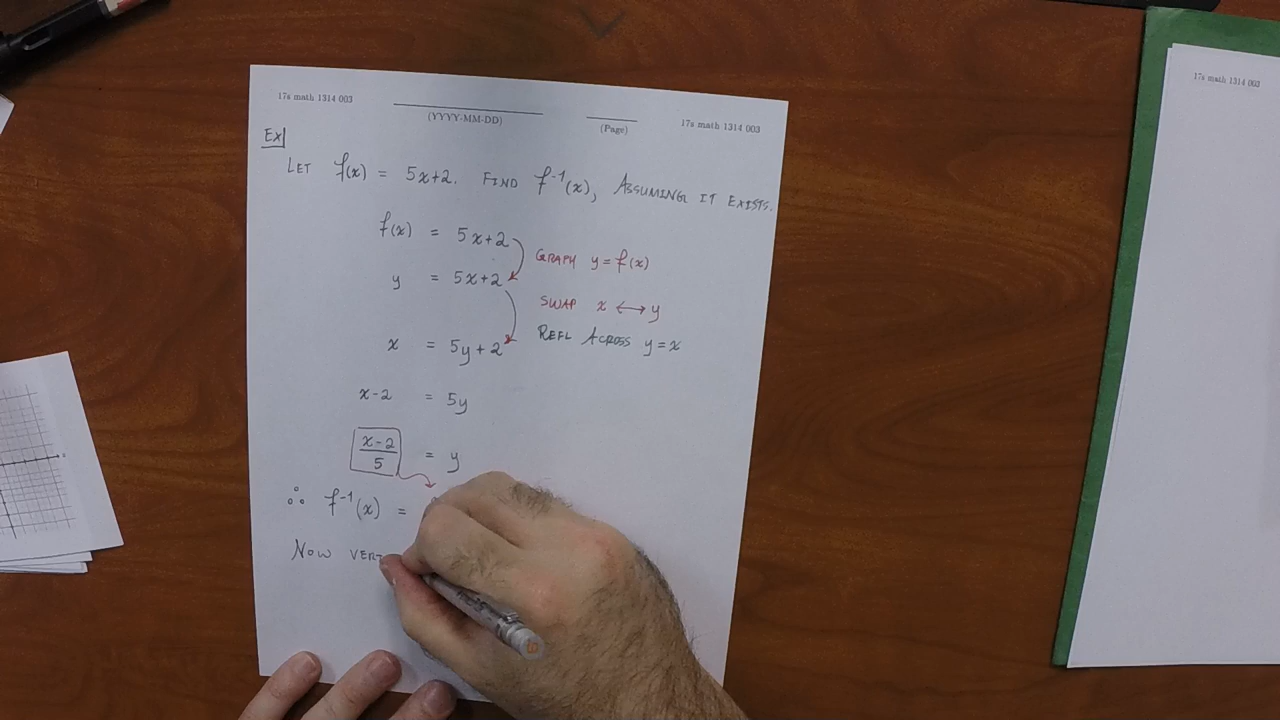 17s math 1314 003
(YYYY-MM-DD)
(Page)
17s math 1314 003
Ex
LET f(x) = 5x+2. FIND f⁻¹(x), ASSUMING IT EXISTS.
f(x) = 5x+2
GRAPH y=f(x)
y = 5x+2
SWAP x ↔ y
REFL ACROSS y=x
x = 5y+2
x-2 = 5y
x-2
5
= y
∴ f⁻¹(x) =
NOW
17s math 1314 003